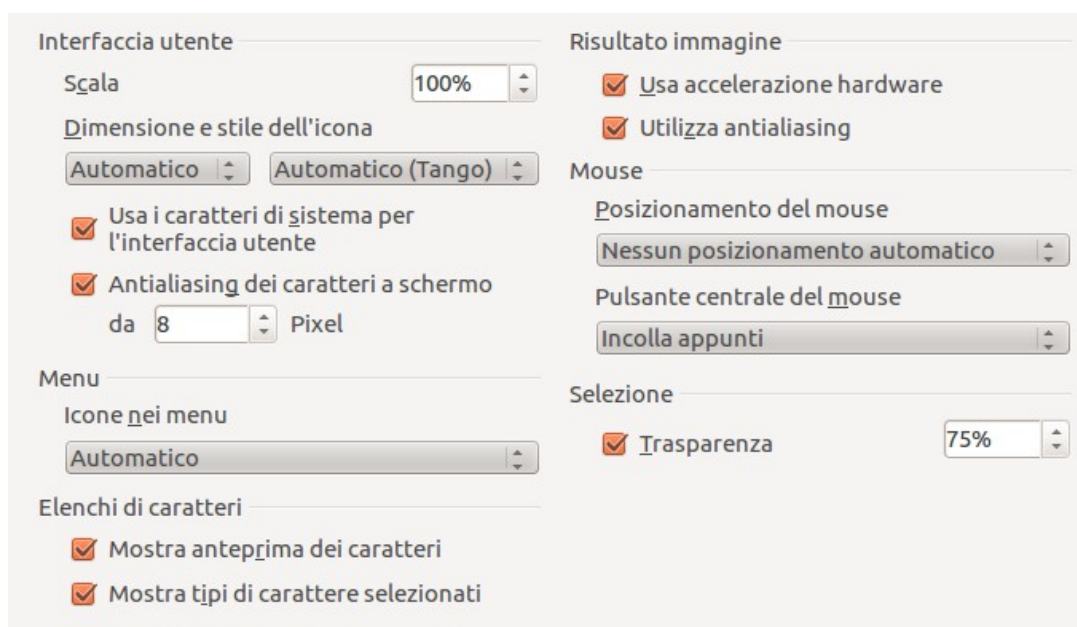 Interfaccia utente
Scala
100%
Dimensione e stile dell'icona
Automatico
Automatico (Tango)
Usa i caratteri di sistema per
l'interfaccia utente
Antialiasing dei caratteri a schermo
da 8 Pixel
Menu
Icone nei menu
Automatico
Elenchi di caratteri
Mostra anteprima dei caratteri
Mostra tipi di carattere selezionati
Risultato immagine
Usa accelerazione hardware
Utilizza antialiasing
Mouse
Posizionamento del mouse
Nessun posizionamento automatico
Pulsante centrale del mouse
Incolla appunti
Selezione
Trasparenza
75%